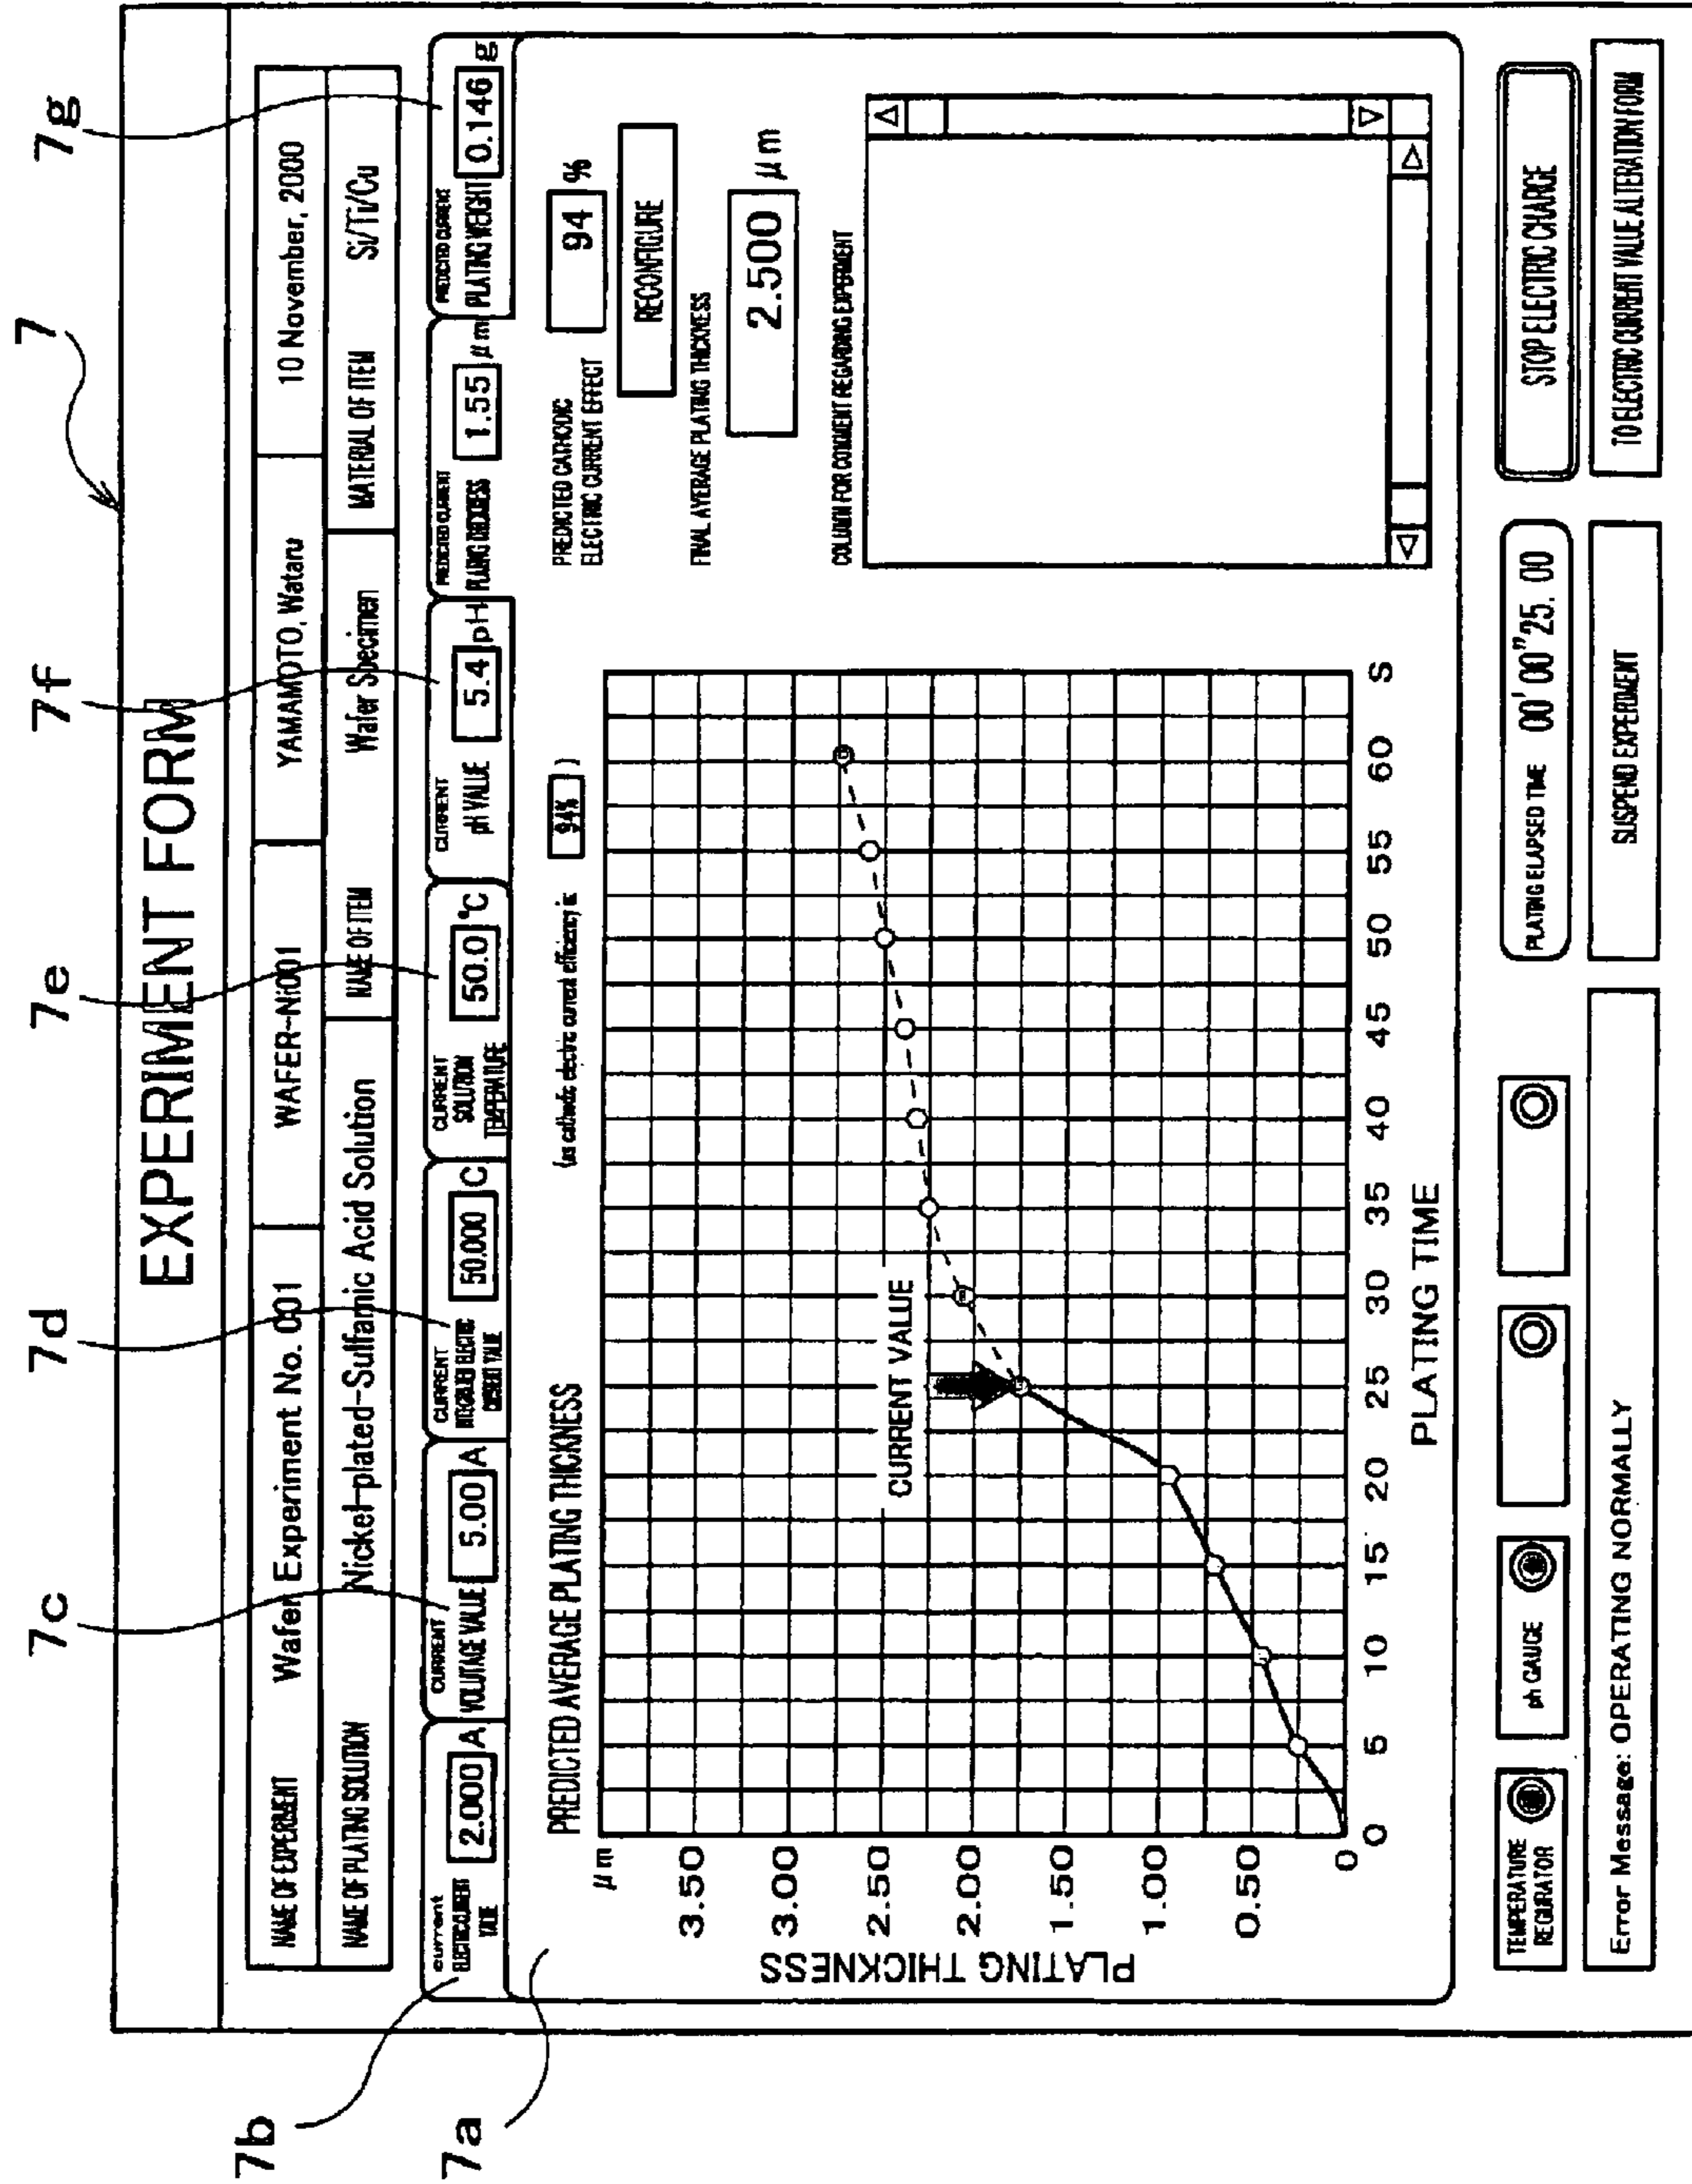 7
EXPERIMENT FORM
NAME OF EXPERIMENT Wafer Experiment No. 001 WAFER-Ni001 YAMAMOTO, Wataru 10 November, 2000
NAME OF PLATING SOLUTION Nickel-plated-Sulfamic Acid Solution NAME OF ITEM Wafer Specimen MATERIAL OF ITEM Si/Ti/Cu
7b
current
ELECTRIC CURRENT
VALUE
2.000 A
7c
CURRENT
VOLUTAGE VALUE 5.00 A
7d
CURRENT
INTEGRATED ELECTRIC
CURRENT VALUE
50.000 C
7e
CURRENT
SOLUTION
TEMPERATURE
50.0 °C
7f
CURRENT
pH VALUE 5.4 pH
PREDICTED CURRENT
PLATING THICKNESS 1.55 μm
7g
PREDICTED CURRENT
PLATING WEIGHT 0.146 g
7a
PREDICTED AVERAGE PLATING THICKNESS
(as cathodic electric current efficiency is 94% )
PLATING THICKNESS
μm
3.50
3.00
2.50
2.00
1.50
1.00
0.50
0
CURRENT VALUE
0 5 10 15 20 25 30 35 40 45 50 55 60 S
PLATING TIME
PREDICTED CATHODIC
ELECTRIC CURRENT EFFECT
94 %
RECONFIGURE
FINAL AVERAGE PLATING THICKNESS
2.500 μm
COLUMN FOR COMMENT REGARDING EXPERIMENT
TEMPERATURE
REGURATOR
ph GAUGE
PLATING ELAPSED TIME 00'00"25. 00
STOP ELECTRIC CHARGE
Error Message: OPERATING NORMALLY
SUSPEND EXPERIMENT
TO ELECTRIC CURRENT VALUE ALTERATION FORM